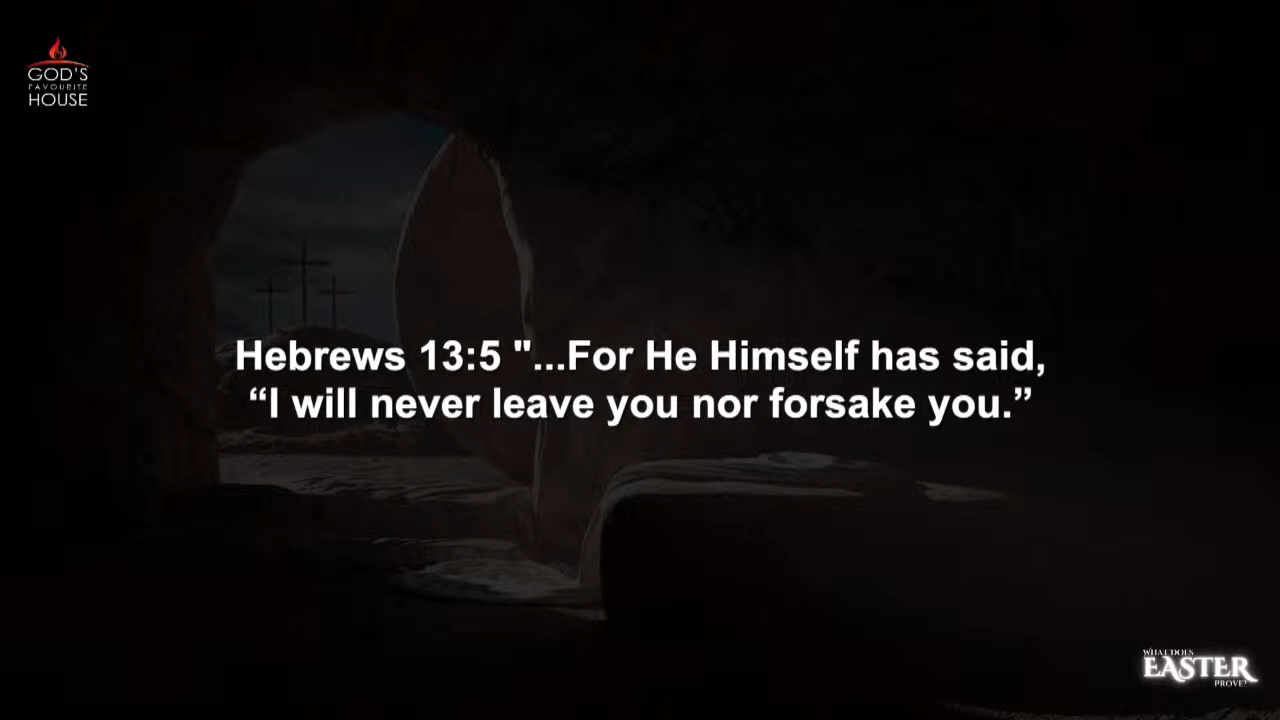 GOD'S
FAVOURITE
HOUSE
Hebrews 13:5 "...For He Himself has said,
“I will never leave you nor forsake you.”
WHAT DOES
EASTER
PROVE?